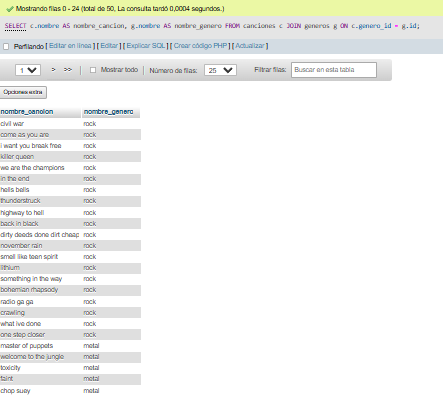 Mostrando filas 0 - 24 (total de 50, La consulta tardó 0,0004 segundos.)
SELECT c.nombre AS nombre_cancion, g.nombre AS nombre_genero FROM canciones c JOIN generos g ON c.genero_id = g.id;
Perfilando [ Editar en línea ] [ Editar ] [ Explicar SQL ] [ Crear código PHP ] [ Actualizar ]
1 > >> Mostrar todo Número de filas: 25 Filtrar filas: Buscar en esta tabla
Opciones extra
nombre_cancion nombre_genero
civil war rock
come as you are rock
i want you break free rock
killer queen rock
we are the champions rock
in the end rock
hells bells rock
thunderstruck rock
highway to hell rock
back in black rock
dirty deeds done dirt cheap rock
november rain rock
smell like teen spirit rock
lithium rock
something in the way rock
bohemian rhapsody rock
radio ga ga rock
crawling rock
what ive done rock
one step closer rock
master of puppets metal
welcome to the jungle metal
toxicity metal
faint metal
chop suey metal